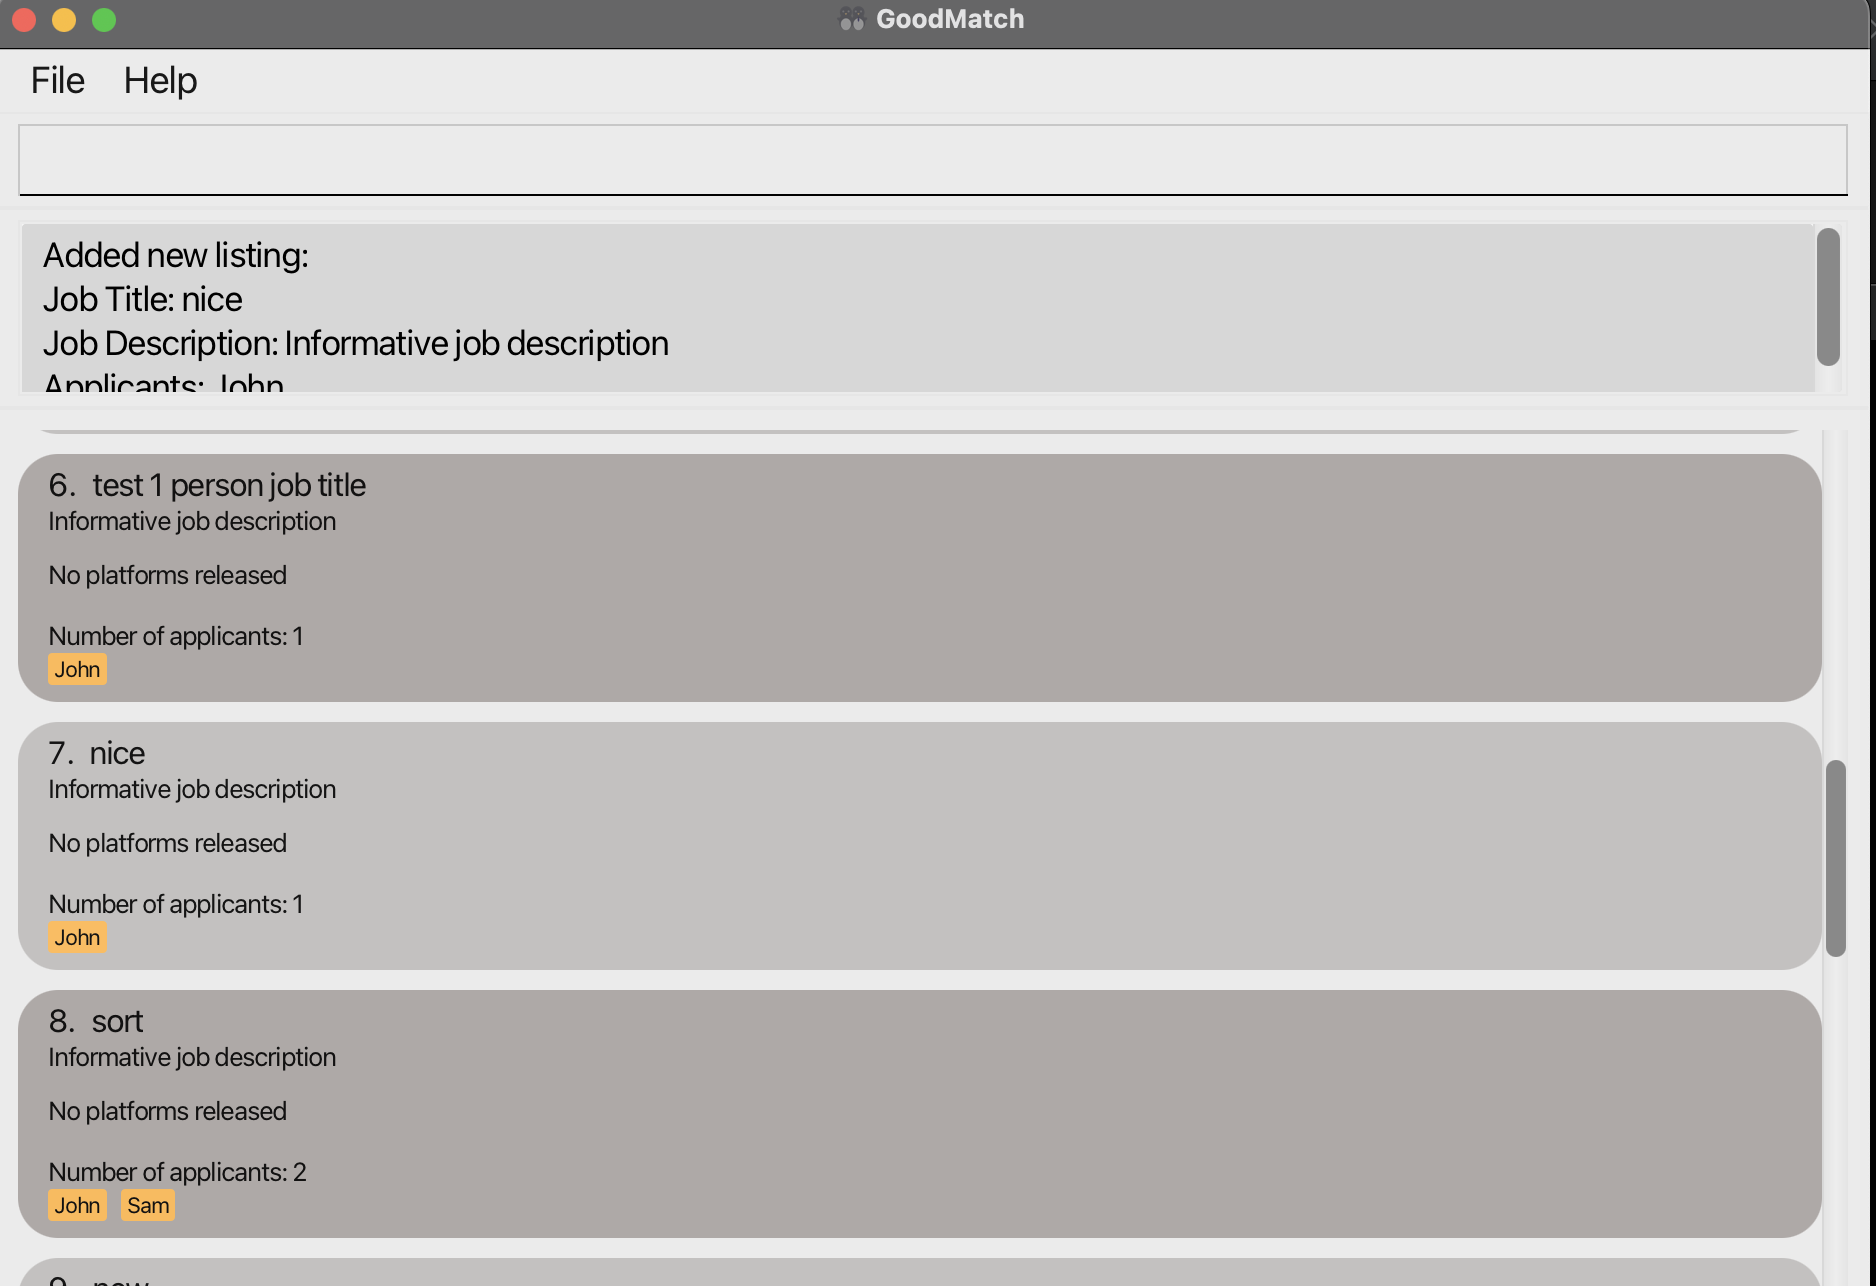 GoodMatch
File Help
Added new listing:
Job Title: nice
Job Description: Informative job description
Applicants: John
6. test 1 person job title
Informative job description
No platforms released
Number of applicants: 1
John
7. nice
Informative job description
No platforms released
Number of applicants: 1
John
8. sort
Informative job description
No platforms released
Number of applicants: 2
John Sam
9. new